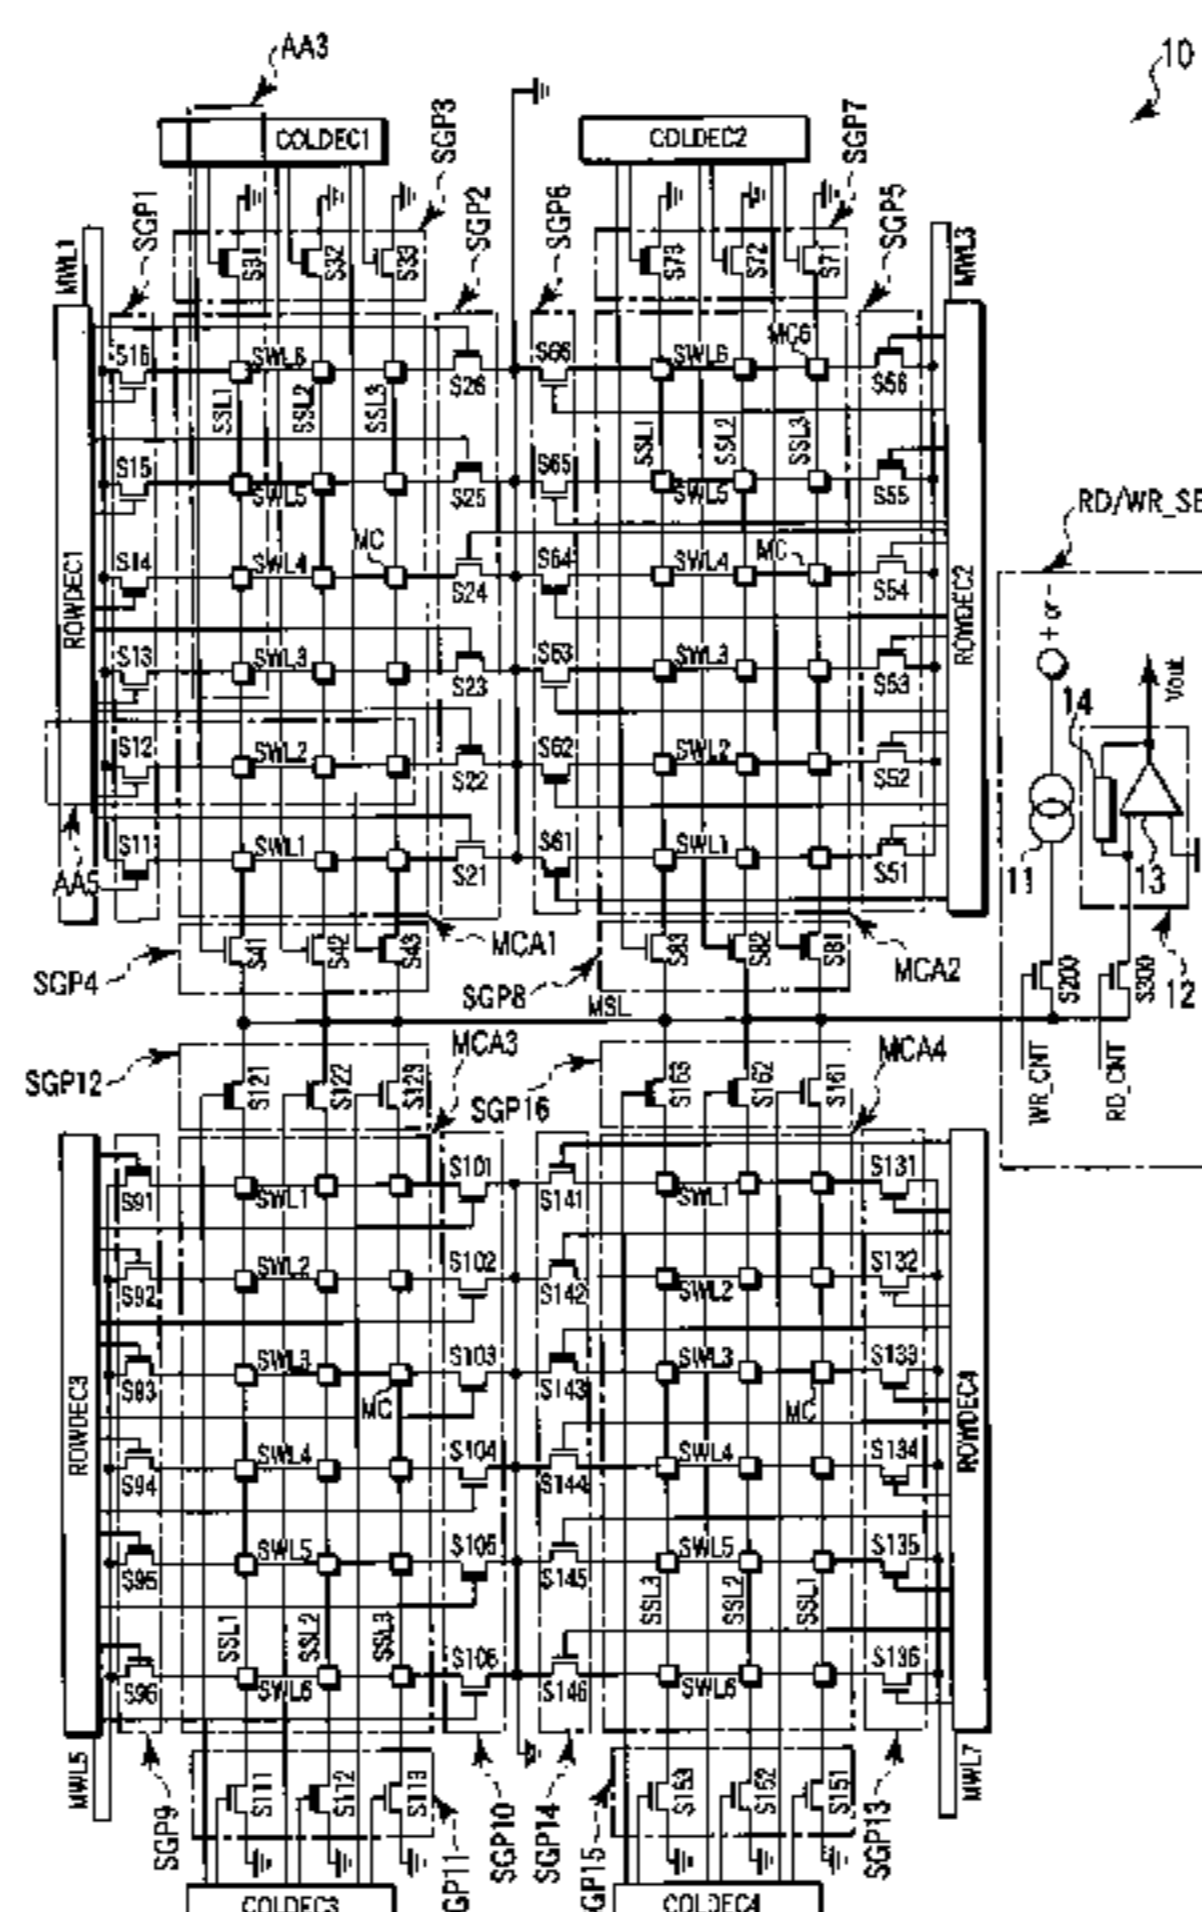 AA3
10
COLDEC1
COLDEC2
SGP3
SGP7
SGP1
SGP2
SGP6
SGP5
MWL1
MWL3
S31
S32
S33
S73
S72
S71
S16
SWL6
S26
S66
SWL6
MC6
S56
SSL1
SSL2
SSL3
SSL1
SSL2
SSL3
S15
SWL5
S25
S65
SWL5
S55
RD/WR_SE
S14
SWL4
MC
S24
S64
SWL4
MC
S54
ROWDEC1
ROWDEC2
+ or -
S13
SWL3
S23
S63
SWL3
S53
14
Vout
S12
SWL2
S22
S62
SWL2
S52
S11
SWL1
S21
S61
SWL1
S51
11
13
AA5
MCA1
MCA2
12
SGP4
S41
S42
S43
SGP8
S83
S82
S81
S200
S300
MSL
MCA3
MCA4
SGP12
S121
S122
S123
SGP16
S163
S162
S161
WR_CNT
RD_CNT
S91
SWL1
S101
S141
SWL1
S131
S92
SWL2
S102
S142
SWL2
S132
S93
SWL3
MC
S103
S143
SWL3
MC
S133
ROWDEC3
ROWDEC4
S94
SWL4
S104
S144
SWL4
S134
S95
SWL5
S105
S145
SWL5
S135
SSL1
SSL2
SSL3
SSL3
SSL2
SSL1
S96
SWL6
S106
S146
SWL6
S136
MWL5
MWL7
SGP9
S111
S112
S113
GP11
SGP10
SGP14
GP15
S153
S152
S151
SGP13
COLDEC3
COLDEC4